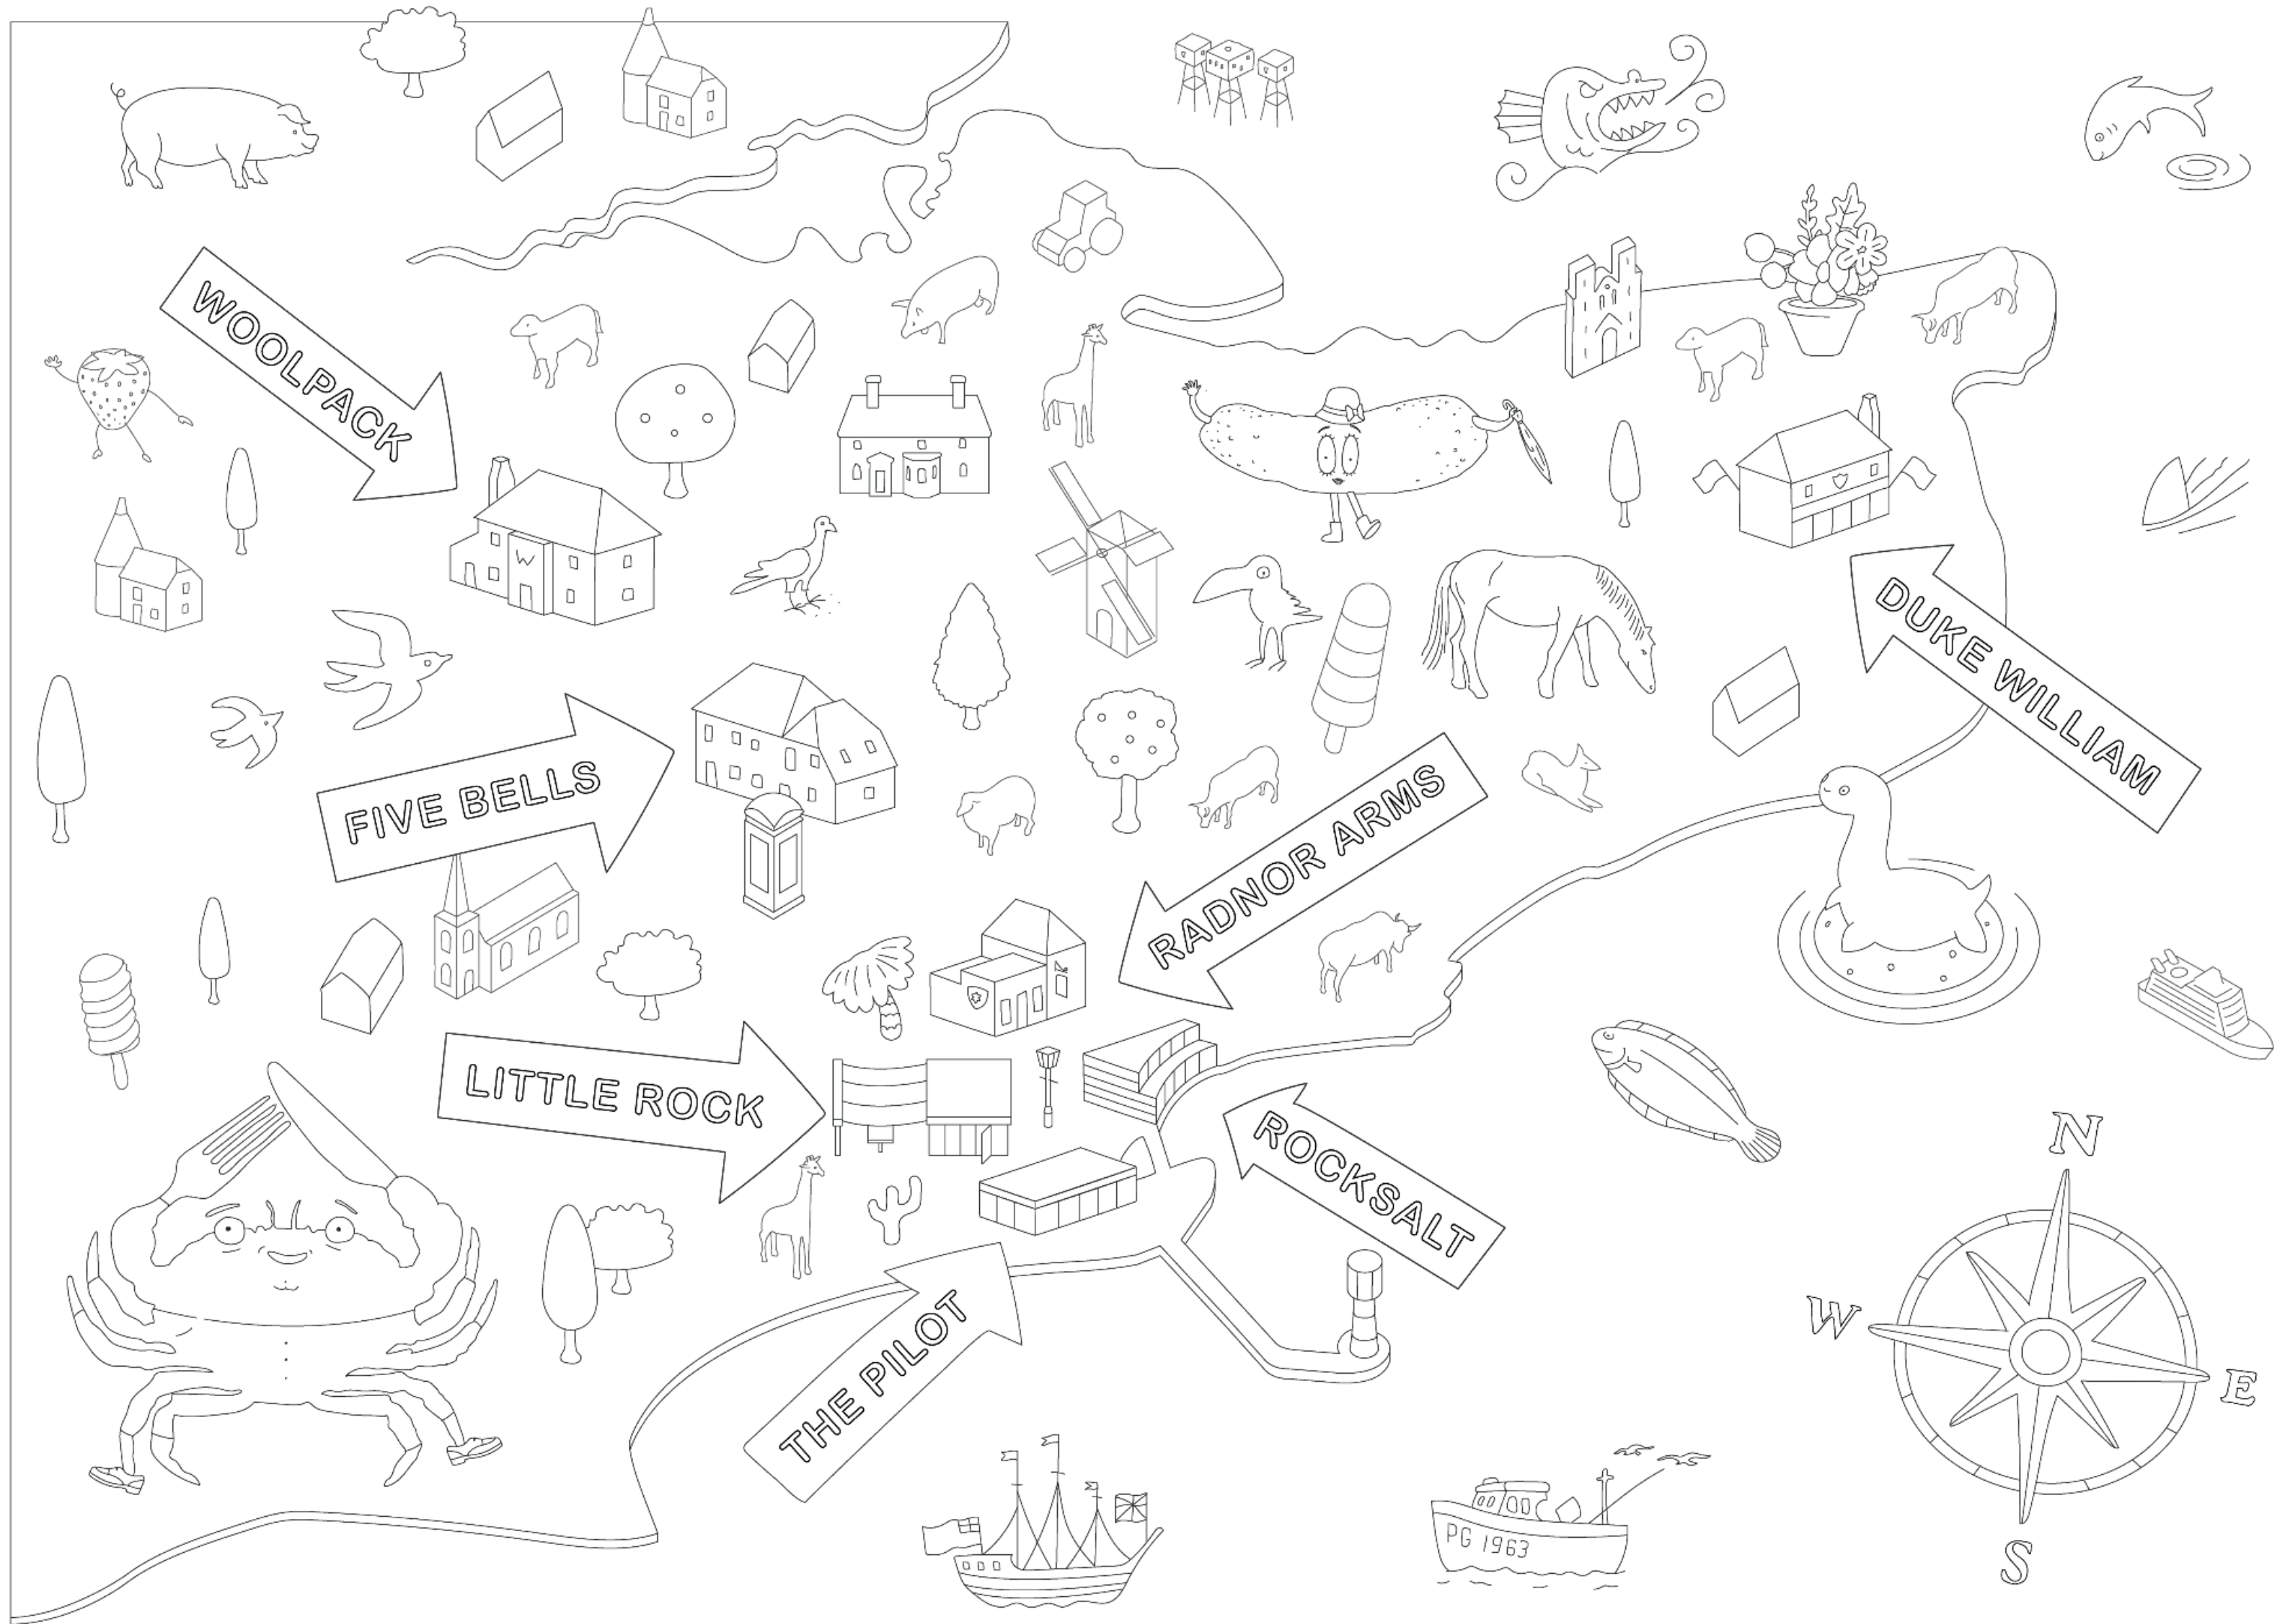 WOOLPACK
W
DUKE WILLIAM
FIVE BELLS
RADNOR ARMS
LITTLE ROCK
ROCKSALT
THE PILOT
N
W
E
S
PG 1963